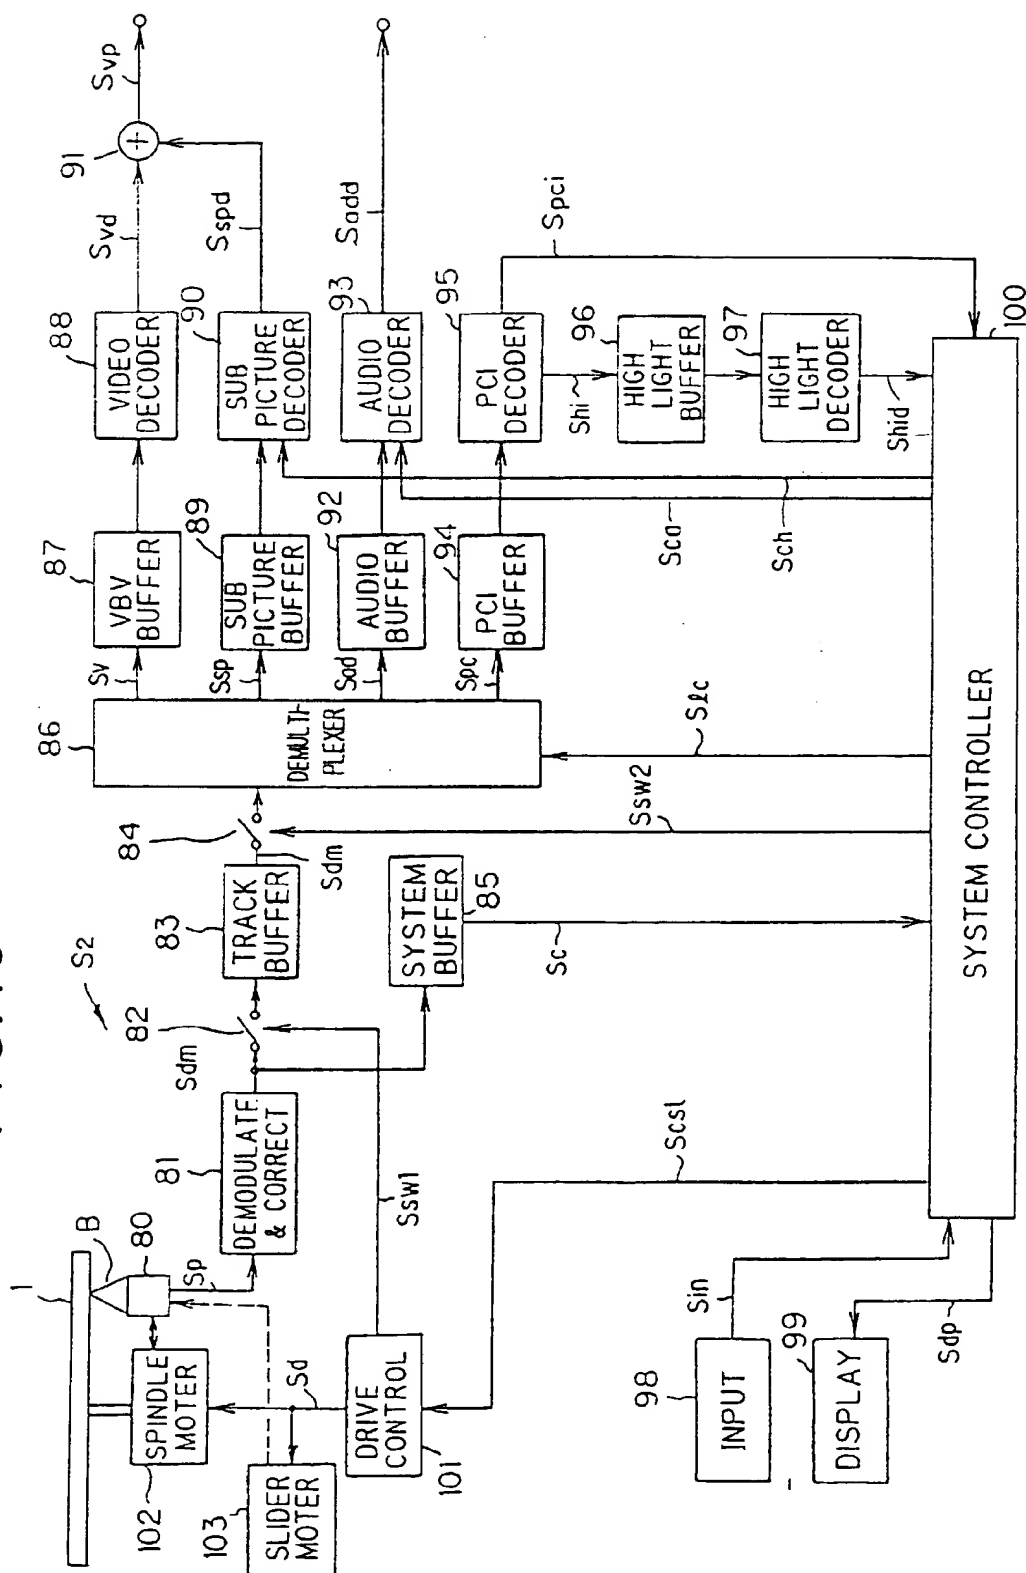 1
B
80
Sp
SPINDLE
MOTER
102
SLIDER
MOTER
103
Sd
DRIVE
CONTROL
101
Ssw1
Scsl
81
DEMODULATE
& CORRECT
Sdm
82
S2
83
TRACK
BUFFER
Sdm
84
SYSTEM
BUFFER
85
Sc
Ssw2
Slc
86
DEMULTI-
PLEXER
Sv
Ssp
Sad
Spc
87
VBV
BUFFER
89
SUB
PICTURE
BUFFER
92
AUDIO
BUFFER
94
PCI
BUFFER
88
VIDEO
DECODER
90
SUB
PICTURE
DECODER
93
AUDIO
DECODER
95
PCI
DECODER
Svd
Sspd
91
+
Svp
Sadd
Spci
Shi
96
HIGH
LIGHT
BUFFER
97
HIGH
LIGHT
DECODER
Shid
Sca
Sch
100
SYSTEM CONTROLLER
98
INPUT
Sin
99
DISPLAY
Sdp